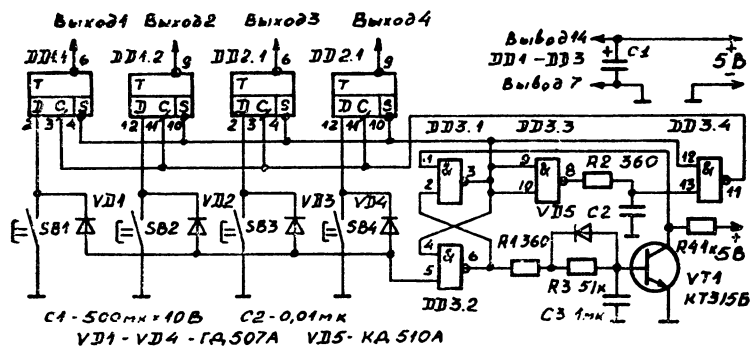 Выход1 Выход2 Выход3 Выход4
DD1.1 6 DD1.2 9 DD2.1 6 DD2.1 9
Вывод14 + C1 +
DD1-DD3 5В
Вывод 7 −
T T T T
D C S D C S D C S D C S
2 3 4 12 11 10 2 3 4 12 11 10
DD3.1 DD3.3 DD3.4
1 & 3 9 & 8 R2 360 12 &
2 10 13 11
VD1 VD2 VD3 VD4 VD5 C2
SB1 SB2 SB3 SB4
4 & 6 R1 360 R4 1к +
5 5В
DD3.2 R3 51к VT1
C3 1мк КТ315Б
C1-500мк×10В C2-0,01мк
VD1-VD4-ГД507А VD5-КД510А